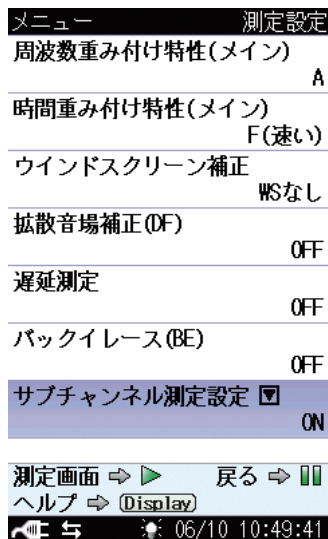 メニュー 測定設定
周波数重み付け特性(メイン)
A
時間重み付け特性(メイン)
F(速い)
ウインドスクリーン補正
WSなし
拡散音場補正(DF)
OFF
遅延測定
OFF
バックイレース(BE)
OFF
サブチャンネル測定設定 ▼
ON
測定画面 ⇨ ▷ 戻る ⇨ ▯▯
ヘルプ ⇨ Display
06/10 10:49:41